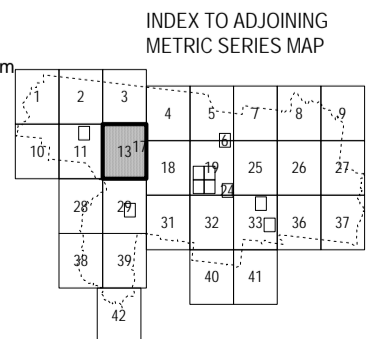 INDEX TO ADJOINING
METRIC SERIES MAP
m
1 2 3 4 5 7 8 9
6
10 11 13 17 18 19 25 26 27
24
28 29 31 32 33 36 37
38 39 40 41
42